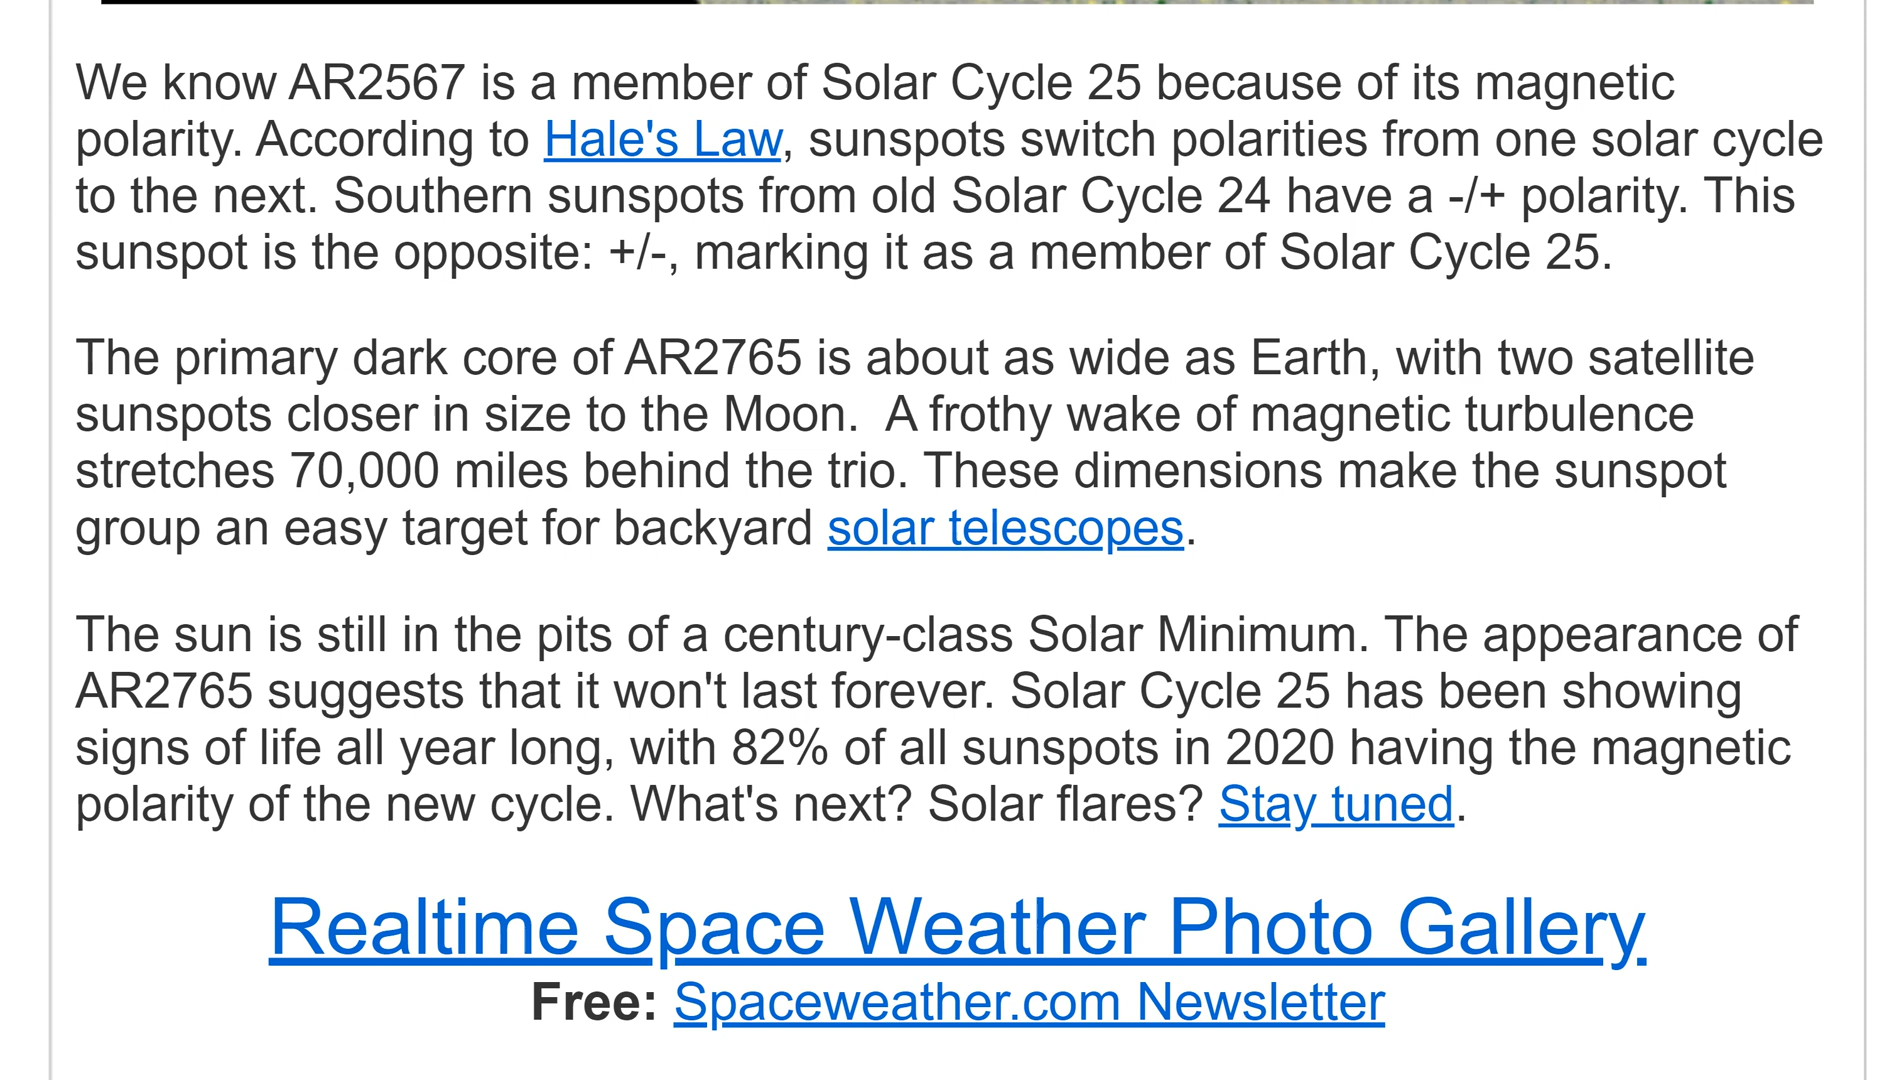 We know AR2567 is a member of Solar Cycle 25 because of its magnetic
polarity. According to Hale's Law, sunspots switch polarities from one solar cycle
to the next. Southern sunspots from old Solar Cycle 24 have a -/+ polarity. This
sunspot is the opposite: +/-, marking it as a member of Solar Cycle 25.
The primary dark core of AR2765 is about as wide as Earth, with two satellite
sunspots closer in size to the Moon.  A frothy wake of magnetic turbulence
stretches 70,000 miles behind the trio. These dimensions make the sunspot
group an easy target for backyard solar telescopes.
The sun is still in the pits of a century-class Solar Minimum. The appearance of
AR2765 suggests that it won't last forever. Solar Cycle 25 has been showing
signs of life all year long, with 82% of all sunspots in 2020 having the magnetic
polarity of the new cycle. What's next? Solar flares? Stay tuned.
Realtime Space Weather Photo Gallery
Free: Spaceweather.com Newsletter